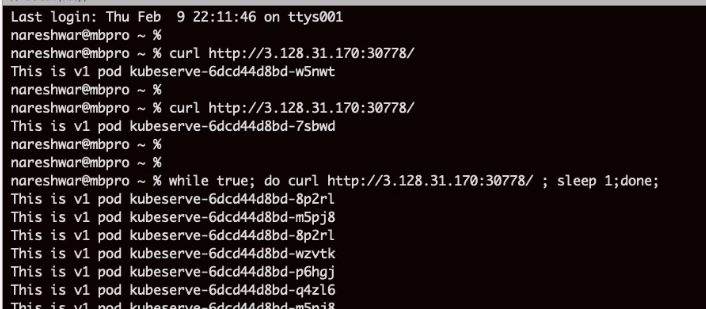 Last login: Thu Feb  9 22:11:46 on ttys001
nareshwar@mbpro ~ %
nareshwar@mbpro ~ % curl http://3.128.31.170:30778/
This is v1 pod kubeserve-6dcd44d8bd-w5nwt
nareshwar@mbpro ~ %
nareshwar@mbpro ~ % curl http://3.128.31.170:30778/
This is v1 pod kubeserve-6dcd44d8bd-7sbwd
nareshwar@mbpro ~ %
nareshwar@mbpro ~ %
nareshwar@mbpro ~ % while true; do curl http://3.128.31.170:30778/ ; sleep 1;done;
This is v1 pod kubeserve-6dcd44d8bd-8p2rl
This is v1 pod kubeserve-6dcd44d8bd-m5pj8
This is v1 pod kubeserve-6dcd44d8bd-8p2rl
This is v1 pod kubeserve-6dcd44d8bd-wzvtk
This is v1 pod kubeserve-6dcd44d8bd-p6hgj
This is v1 pod kubeserve-6dcd44d8bd-q4zl6
This is v1 pod kubeserve-6dcd44d8bd-m5pj8